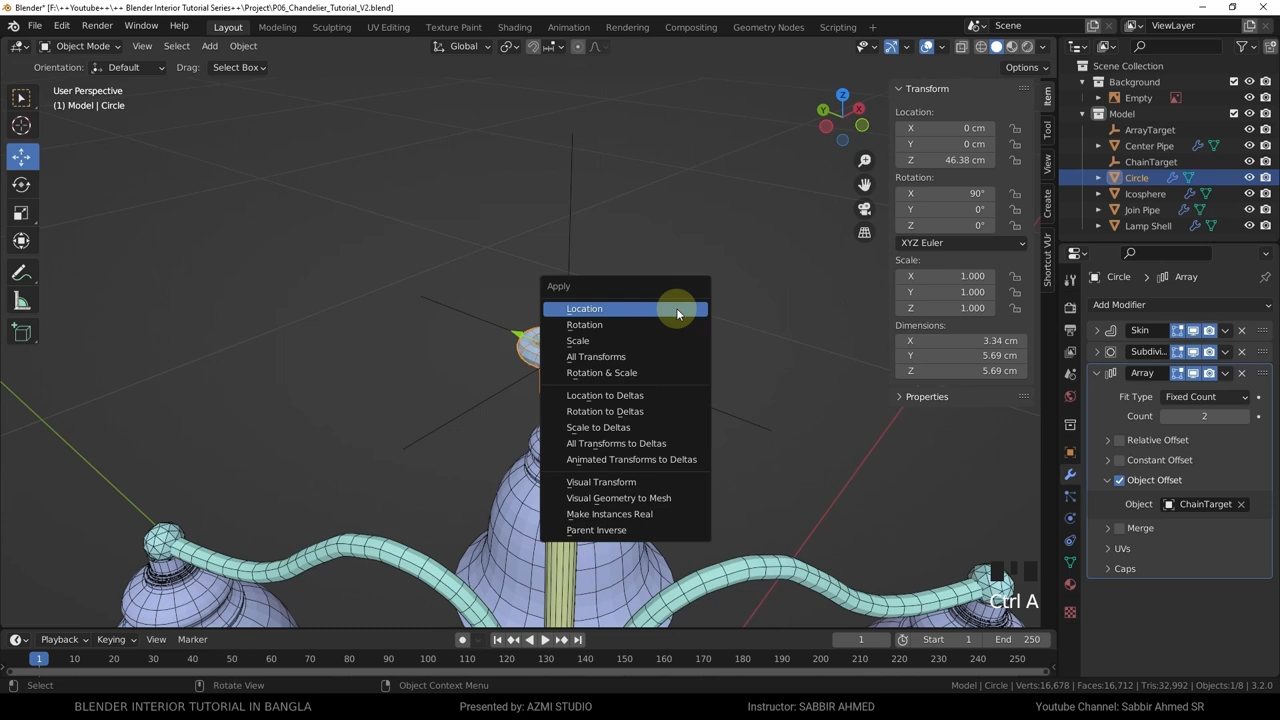 Blender* [F:\++Youtube++\++ Blender Interior Tutorial Series++\Project\P06_Chandelier_Tutorial_V2.blend]
File Edit Render Window Help Layout Modeling Sculpting UV Editing Texture Paint Shading Animation Rendering Compositing Geometry Nodes Scripting Scene ViewLayer
Object Mode View Select Add Object Global
Orientation: Default Drag: Select Box Options
User Perspective
(1) Model | Circle
Z
Y
X
Transform
Location:
X 0 cm
Y 0 cm
Z 46.38 cm
Rotation:
X 90°
Y 0°
Z 0°
XYZ Euler
Scale:
X 1.000
Y 1.000
Z 1.000
Dimensions:
X 3.34 cm
Y 5.69 cm
Z 5.69 cm
Properties
Item
Tool
View
Create
Shortcut VUr
Apply
Location
Rotation
Scale
All Transforms
Rotation & Scale
Location to Deltas
Rotation to Deltas
Scale to Deltas
All Transforms to Deltas
Animated Transforms to Deltas
Visual Transform
Visual Geometry to Mesh
Make Instances Real
Parent Inverse
Ctrl A
Scene Collection
Background
Empty
Model
ArrayTarget
Center Pipe
ChainTarget
Circle
Icosphere
Join Pipe
Lamp Shell
Circle Array
Add Modifier
Skin
Subdivi..
Array
Fit Type Fixed Count
Count 2
Relative Offset
Constant Offset
Object Offset
Object ChainTarget
Merge
UVs
Caps
Playback Keying View Marker 1 Start 1 End 250
1 10 20 30 40 50 60 70 80 90 100 110 120 130 140 150 160 170 180 190 200 210 220 230 240 250
Select Rotate View Object Context Menu Model | Circle | Verts:16,678 | Faces:16,712 | Tris:32,992 | Objects:1/8 | 3.2.0
BLENDER INTERIOR TUTORIAL IN BANGLA Presented by: AZMI STUDIO Instructor: SABBIR AHMED Youtube Channel: Sabbir Ahmed SR